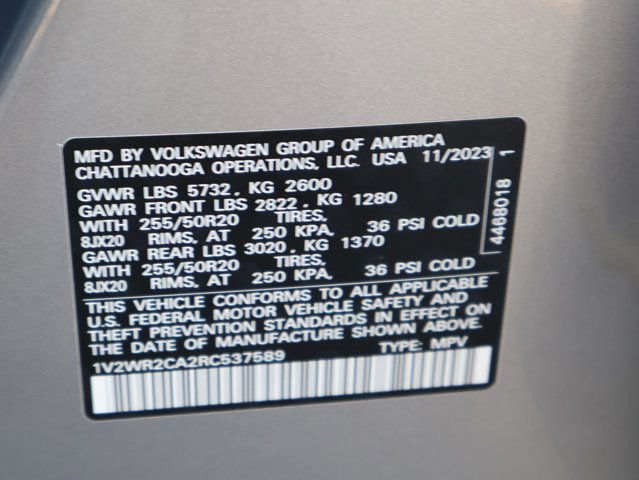 MFD BY VOLKSWAGEN GROUP OF AMERICA
CHATTANOOGA OPERATIONS, LLC. USA 11/2023
GVWR LBS 5732, KG 2600
GAWR FRONT LBS 2822, KG 1280
WITH 255/50R20 TIRES,
8JX20 RIMS, AT 250 KPA, 36 PSI COLD
GAWR REAR LBS 3020, KG 1370
WITH 255/50R20 TIRES,
8JX20 RIMS, AT 250 KPA, 36 PSI COLD
THIS VEHICLE CONFORMS TO ALL APPLICABLE
U.S. FEDERAL MOTOR VEHICLE SAFETY AND
THEFT PREVENTION STANDARDS IN EFFECT ON
THE DATE OF MANUFACTURE SHOWN ABOVE.
1V2WR2CA2RC537589 TYPE: MPV
4468018 1